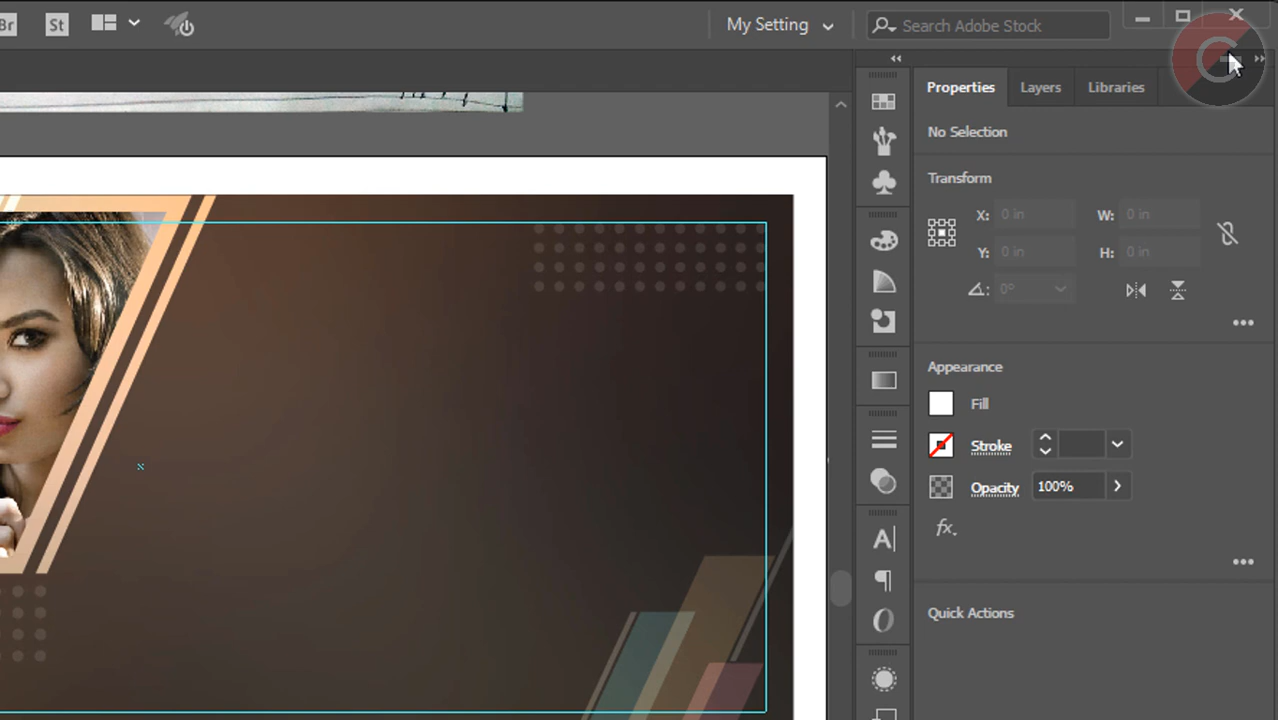 Br
St
My Setting
Search Adobe Stock
Properties
Layers
Libraries
No Selection
Transform
X: 0 in
W: 0 in
Y: 0 in
H: 0 in
0°
Appearance
Fill
Stroke
Opacity
100%
fx.
A
Quick Actions